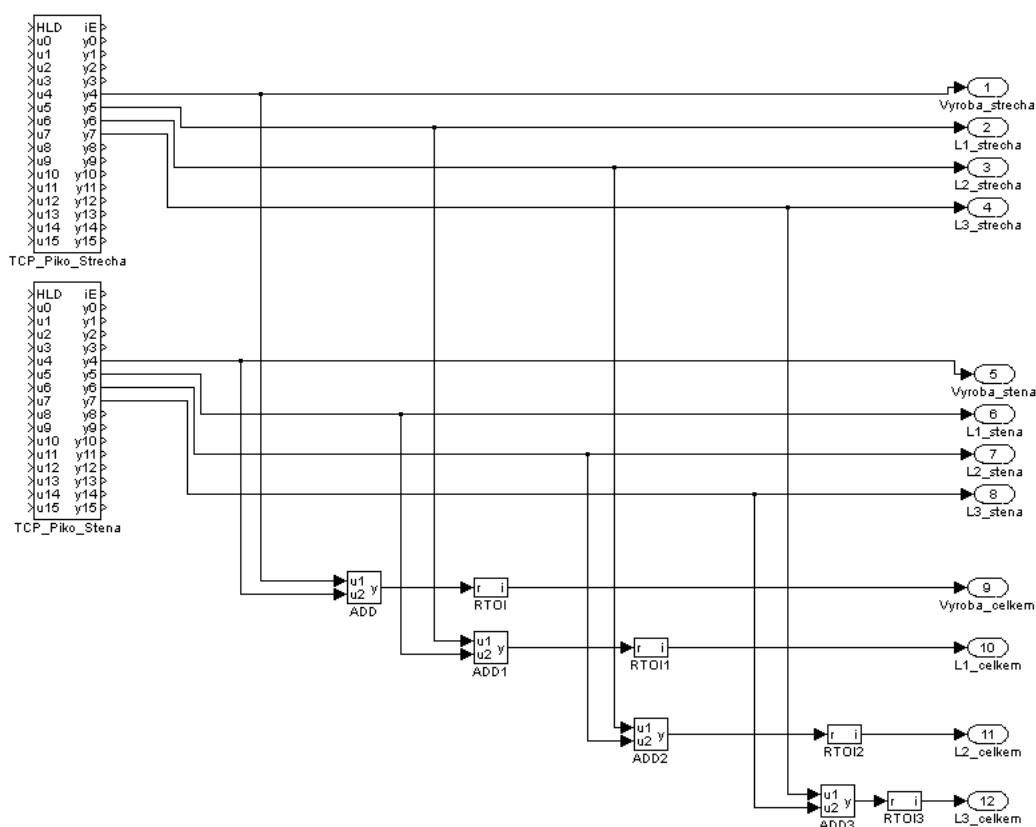 HLD iE
u0 y0
u1 y1
u2 y2
u3 y3
u4 y4
u5 y5
u6 y6
u7 y7
u8 y8
u9 y9
u10 y10
u11 y11
u12 y12
u13 y13
u14 y14
u15 y15
TCP_Piko_Strecha
1
Vyroba_strecha
2
L1_strecha
3
L2_strecha
4
L3_strecha
HLD iE
u0 y0
u1 y1
u2 y2
u3 y3
u4 y4
u5 y5
u6 y6
u7 y7
u8 y8
u9 y9
u10 y10
u11 y11
u12 y12
u13 y13
u14 y14
u15 y15
TCP_Piko_Stena
5
Vyroba_stena
6
L1_stena
7
L2_stena
8
L3_stena
u1 y
u2
ADD
r i
RTOI
9
Vyroba_celkem
u1 y
u2
ADD1
r i
RTOI1
10
L1_celkem
u1 y
u2
ADD2
r i
RTOI2
11
L2_celkem
u1 y
u2
ADD3
r i
RTOI3
12
L3_celkem